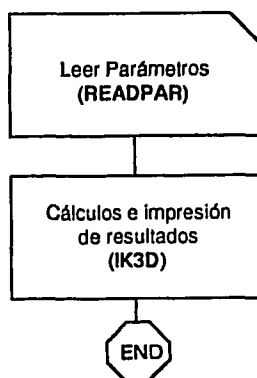 Leer Parámetros
(READPAR)
Cálculos e impresión
de resultados
(IK3D)
END